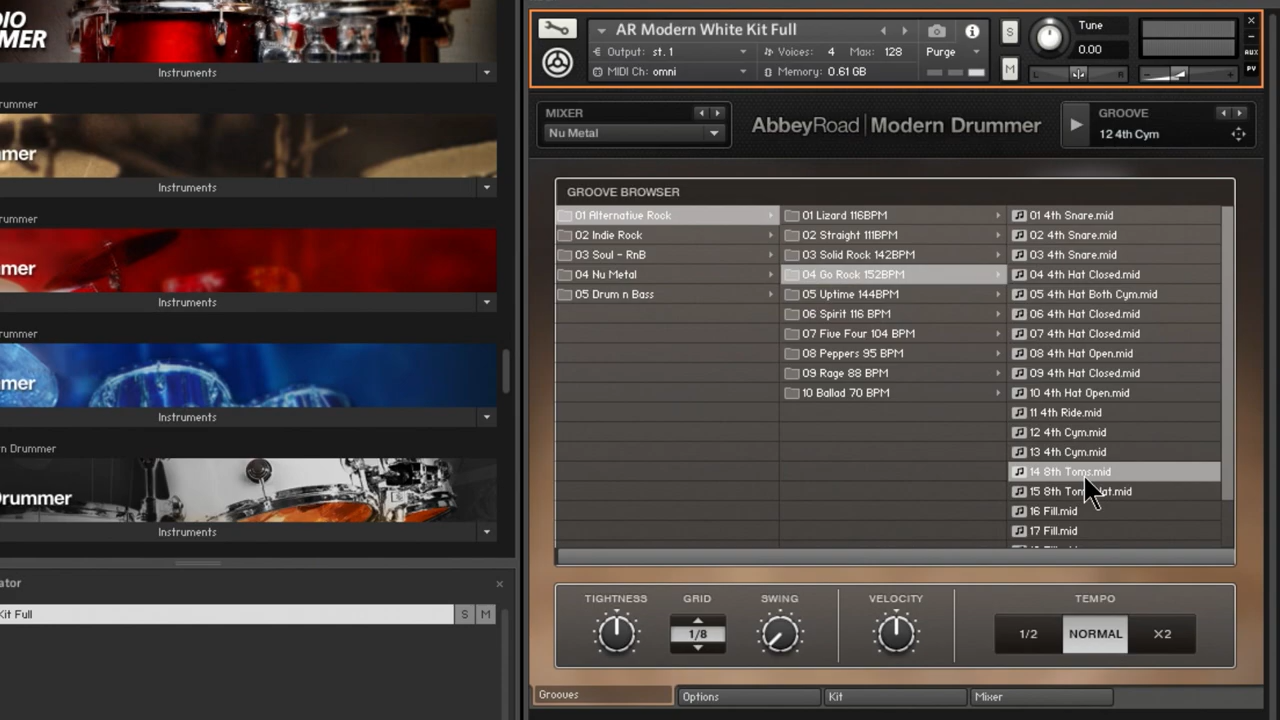 DIO
MER
Instruments
rummer
mer
Instruments
rummer
mer
Instruments
rummer
mer
Instruments
n Drummer
Drummer
Instruments
ator
Kit Full
S
M
AR Modern White Kit Full
Output: st. 1
Voices: 4 Max: 128
Purge
MIDI Ch: omni
Memory: 0.61 GB
S
M
Tune
0.00
L
R
AUX
PV
MIXER
Nu Metal
AbbeyRoad | Modern Drummer
GROOVE
12 4th Cym
GROOVE BROWSER
01 Alternative Rock
02 Indie Rock
03 Soul - RnB
04 Nu Metal
05 Drum n Bass
01 Lizard 116BPM
02 Straight 111BPM
03 Solid Rock 142BPM
04 Go Rock 152BPM
05 Uptime 144BPM
06 Spirit 116 BPM
07 Five Four 104 BPM
08 Peppers 95 BPM
09 Rage 88 BPM
10 Ballad 70 BPM
01 4th Snare.mid
02 4th Snare.mid
03 4th Snare.mid
04 4th Hat Closed.mid
05 4th Hat Both Cym.mid
06 4th Hat Closed.mid
07 4th Hat Closed.mid
08 4th Hat Open.mid
09 4th Hat Closed.mid
10 4th Hat Open.mid
11 4th Ride.mid
12 4th Cym.mid
13 4th Cym.mid
14 8th Toms.mid
15 8th
16 Fill.mid
17 Fill.mid
TIGHTNESS
GRID
1/8
SWING
VELOCITY
TEMPO
1/2
NORMAL
X2
Grooves
Options
Kit
Mixer